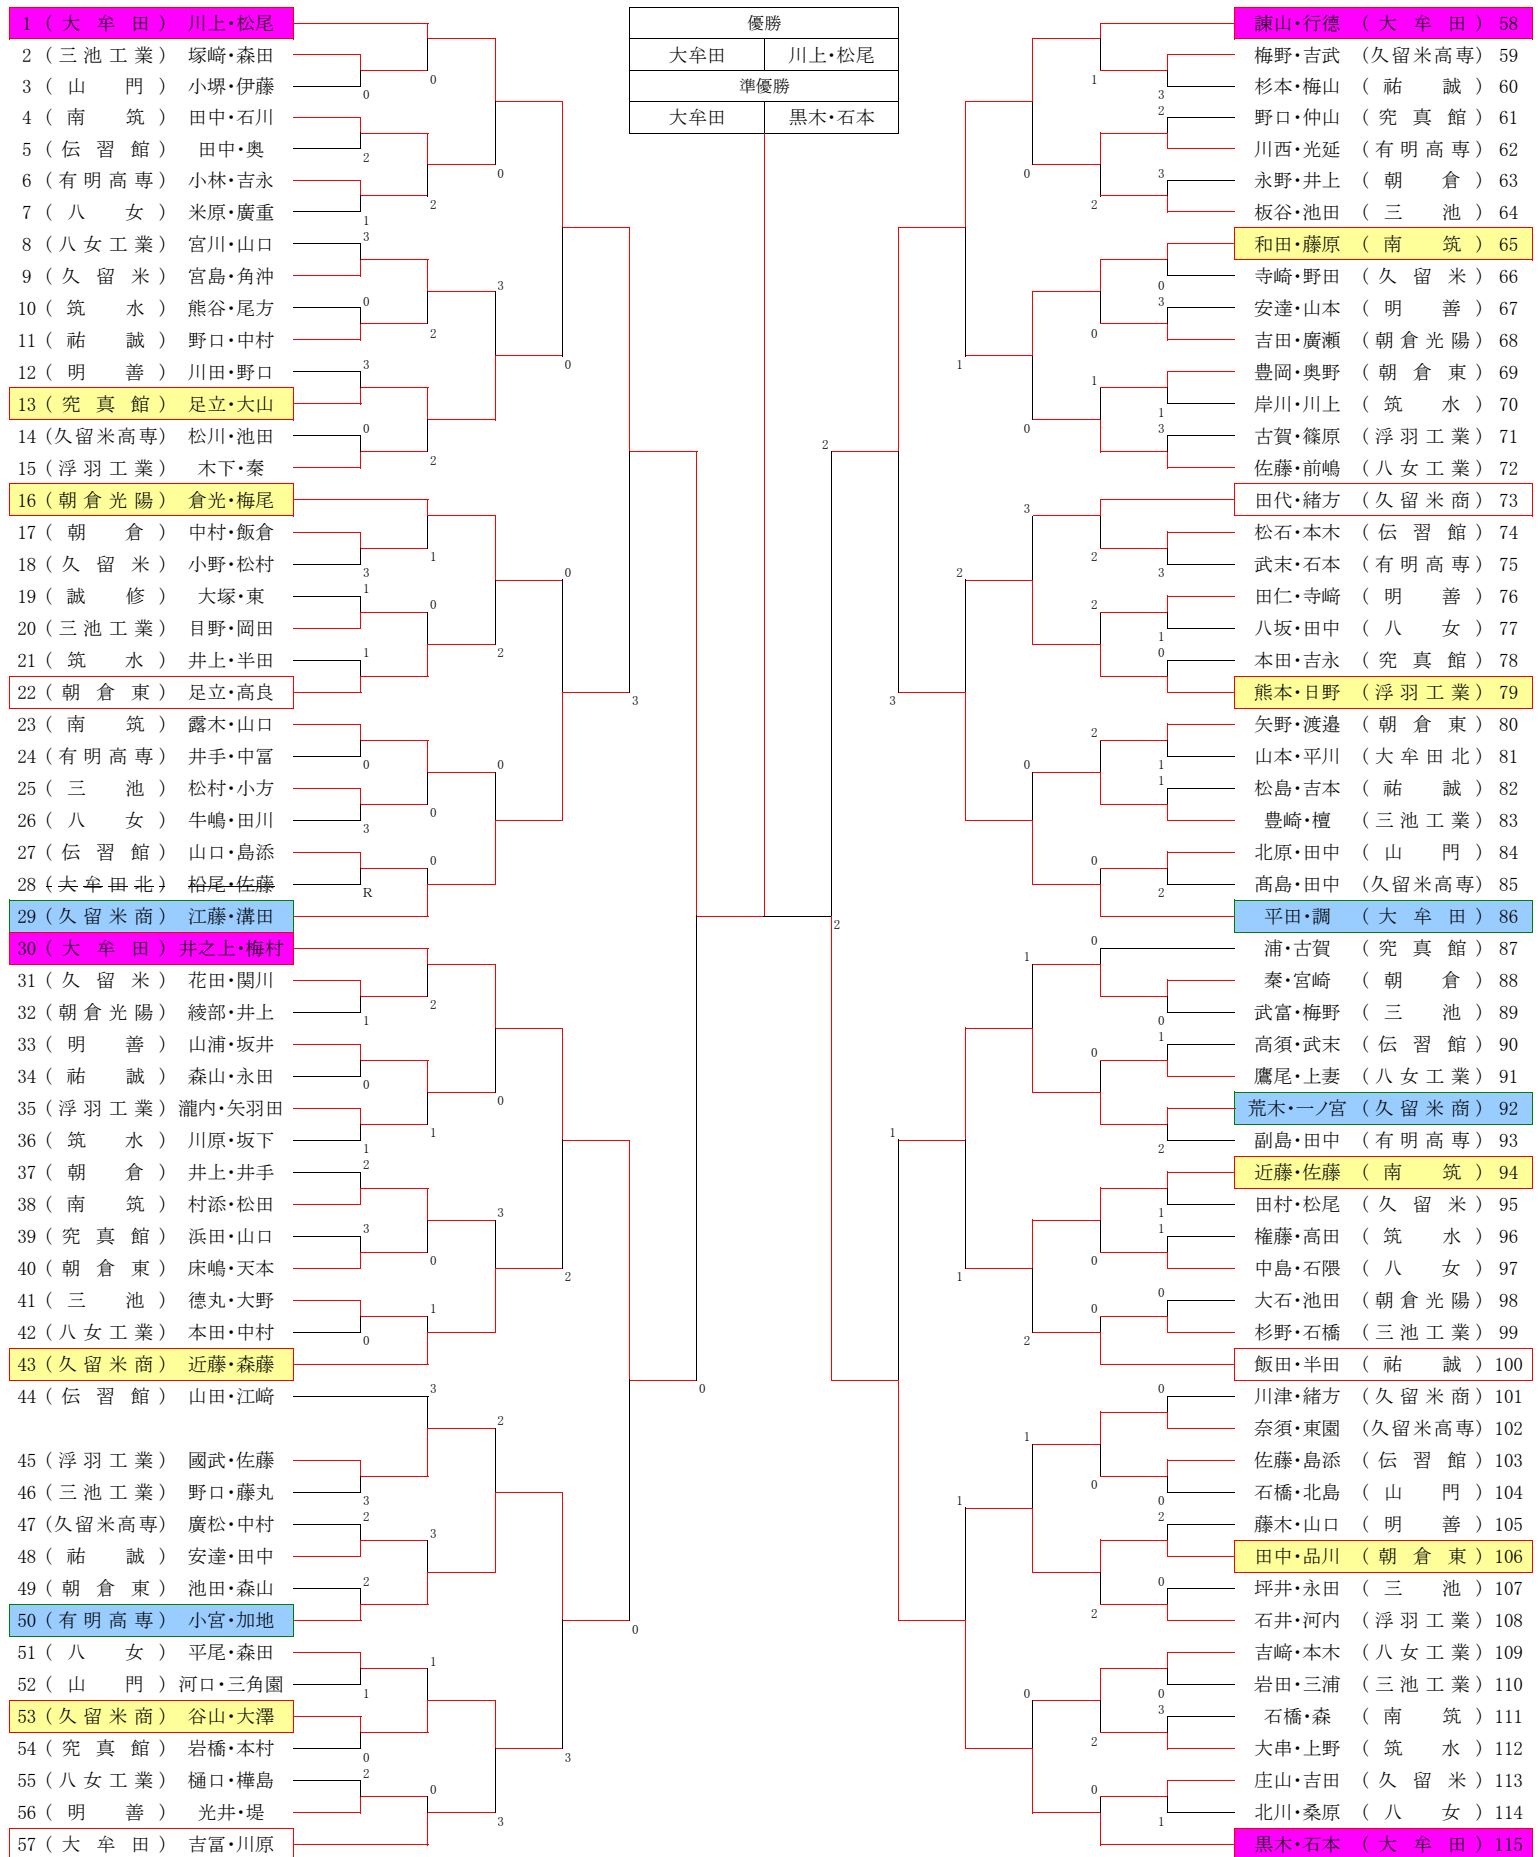 優勝
大牟田 川上・松尾
準優勝
大牟田 黒木・石本
1 (大牟田) 川上・松尾
2 (三池工業) 塚﨑・森田
3 (山門) 小堺・伊藤
4 (南筑) 田中・石川
5 (伝習館) 田中・奥
6 (有明高専) 小林・吉永
7 (八女) 米原・廣重
8 (八女工業) 宮川・山口
9 (久留米) 宮島・角沖
10 (筑水) 熊谷・尾方
11 (祐誠) 野口・中村
12 (明善) 川田・野口
13 (究真館) 足立・大山
14 (久留米高専) 松川・池田
15 (浮羽工業) 木下・秦
16 (朝倉光陽) 倉光・梅尾
17 (朝倉) 中村・飯倉
18 (久留米) 小野・松村
19 (誠修) 大塚・東
20 (三池工業) 目野・岡田
21 (筑水) 井上・半田
22 (朝倉東) 足立・高良
23 (南筑) 露木・山口
24 (有明高専) 井手・中冨
25 (三池) 松村・小方
26 (八女) 牛嶋・田川
27 (伝習館) 山口・島添
28 (大牟田北) 松尾・佐藤
29 (久留米商) 江藤・溝田
30 (大牟田) 井之上・梅村
31 (久留米) 花田・関川
32 (朝倉光陽) 綾部・井上
33 (明善) 山浦・坂井
34 (祐誠) 森山・永田
35 (浮羽工業) 瀧内・矢羽田
36 (筑水) 川原・坂下
37 (朝倉) 井上・井手
38 (南筑) 村添・松田
39 (究真館) 浜田・山口
40 (朝倉東) 床嶋・天本
41 (三池) 德丸・大野
42 (八女工業) 本田・中村
43 (久留米商) 近藤・森藤
44 (伝習館) 山田・江﨑
45 (浮羽工業) 國武・佐藤
46 (三池工業) 野口・藤丸
47 (久留米高専) 廣松・中村
48 (祐誠) 安達・田中
49 (朝倉東) 池田・森山
50 (有明高専) 小宮・加地
51 (八女) 平尾・森田
52 (山門) 河口・三角園
53 (久留米商) 谷山・大澤
54 (究真館) 岩橋・本村
55 (八女工業) 樋口・樺島
56 (明善) 光井・堤
57 (大牟田) 吉冨・川原
諫山・行德 (大牟田) 58
梅野・吉武 (久留米高専) 59
杉本・梅山 (祐誠) 60
野口・仲山 (究真館) 61
川西・光延 (有明高専) 62
永野・井上 (朝倉) 63
板谷・池田 (三池) 64
和田・藤原 (南筑) 65
寺崎・野田 (久留米) 66
安達・山本 (明善) 67
吉田・廣瀬 (朝倉光陽) 68
豊岡・奥野 (朝倉東) 69
岸川・川上 (筑水) 70
古賀・篠原 (浮羽工業) 71
佐藤・前嶋 (八女工業) 72
田代・緒方 (久留米商) 73
松石・本木 (伝習館) 74
武末・石本 (有明高専) 75
田仁・寺﨑 (明善) 76
八坂・田中 (八女) 77
本田・吉永 (究真館) 78
熊本・日野 (浮羽工業) 79
矢野・渡邉 (朝倉東) 80
山本・平川 (大牟田北) 81
松島・吉本 (祐誠) 82
豊崎・檀 (三池工業) 83
北原・田中 (山門) 84
髙島・田中 (久留米高専) 85
平田・調 (大牟田) 86
浦・古賀 (究真館) 87
秦・宮崎 (朝倉) 88
武富・梅野 (三池) 89
高須・武末 (伝習館) 90
鷹尾・上妻 (八女工業) 91
荒木・一ノ宮 (久留米商) 92
副島・田中 (有明高専) 93
近藤・佐藤 (南筑) 94
田村・松尾 (久留米) 95
権藤・高田 (筑水) 96
中島・石隈 (八女) 97
大石・池田 (朝倉光陽) 98
杉野・石橋 (三池工業) 99
飯田・半田 (祐誠) 100
川津・緒方 (久留米商) 101
奈須・東園 (久留米高専) 102
佐藤・島添 (伝習館) 103
石橋・北島 (山門) 104
藤木・山口 (明善) 105
田中・品川 (朝倉東) 106
坪井・永田 (三池) 107
石井・河内 (浮羽工業) 108
吉﨑・本木 (八女工業) 109
岩田・三浦 (三池工業) 110
石橋・森 (南筑) 111
大串・上野 (筑水) 112
庄山・吉田 (久留米) 113
北川・桑原 (八女) 114
黒木・石本 (大牟田) 115